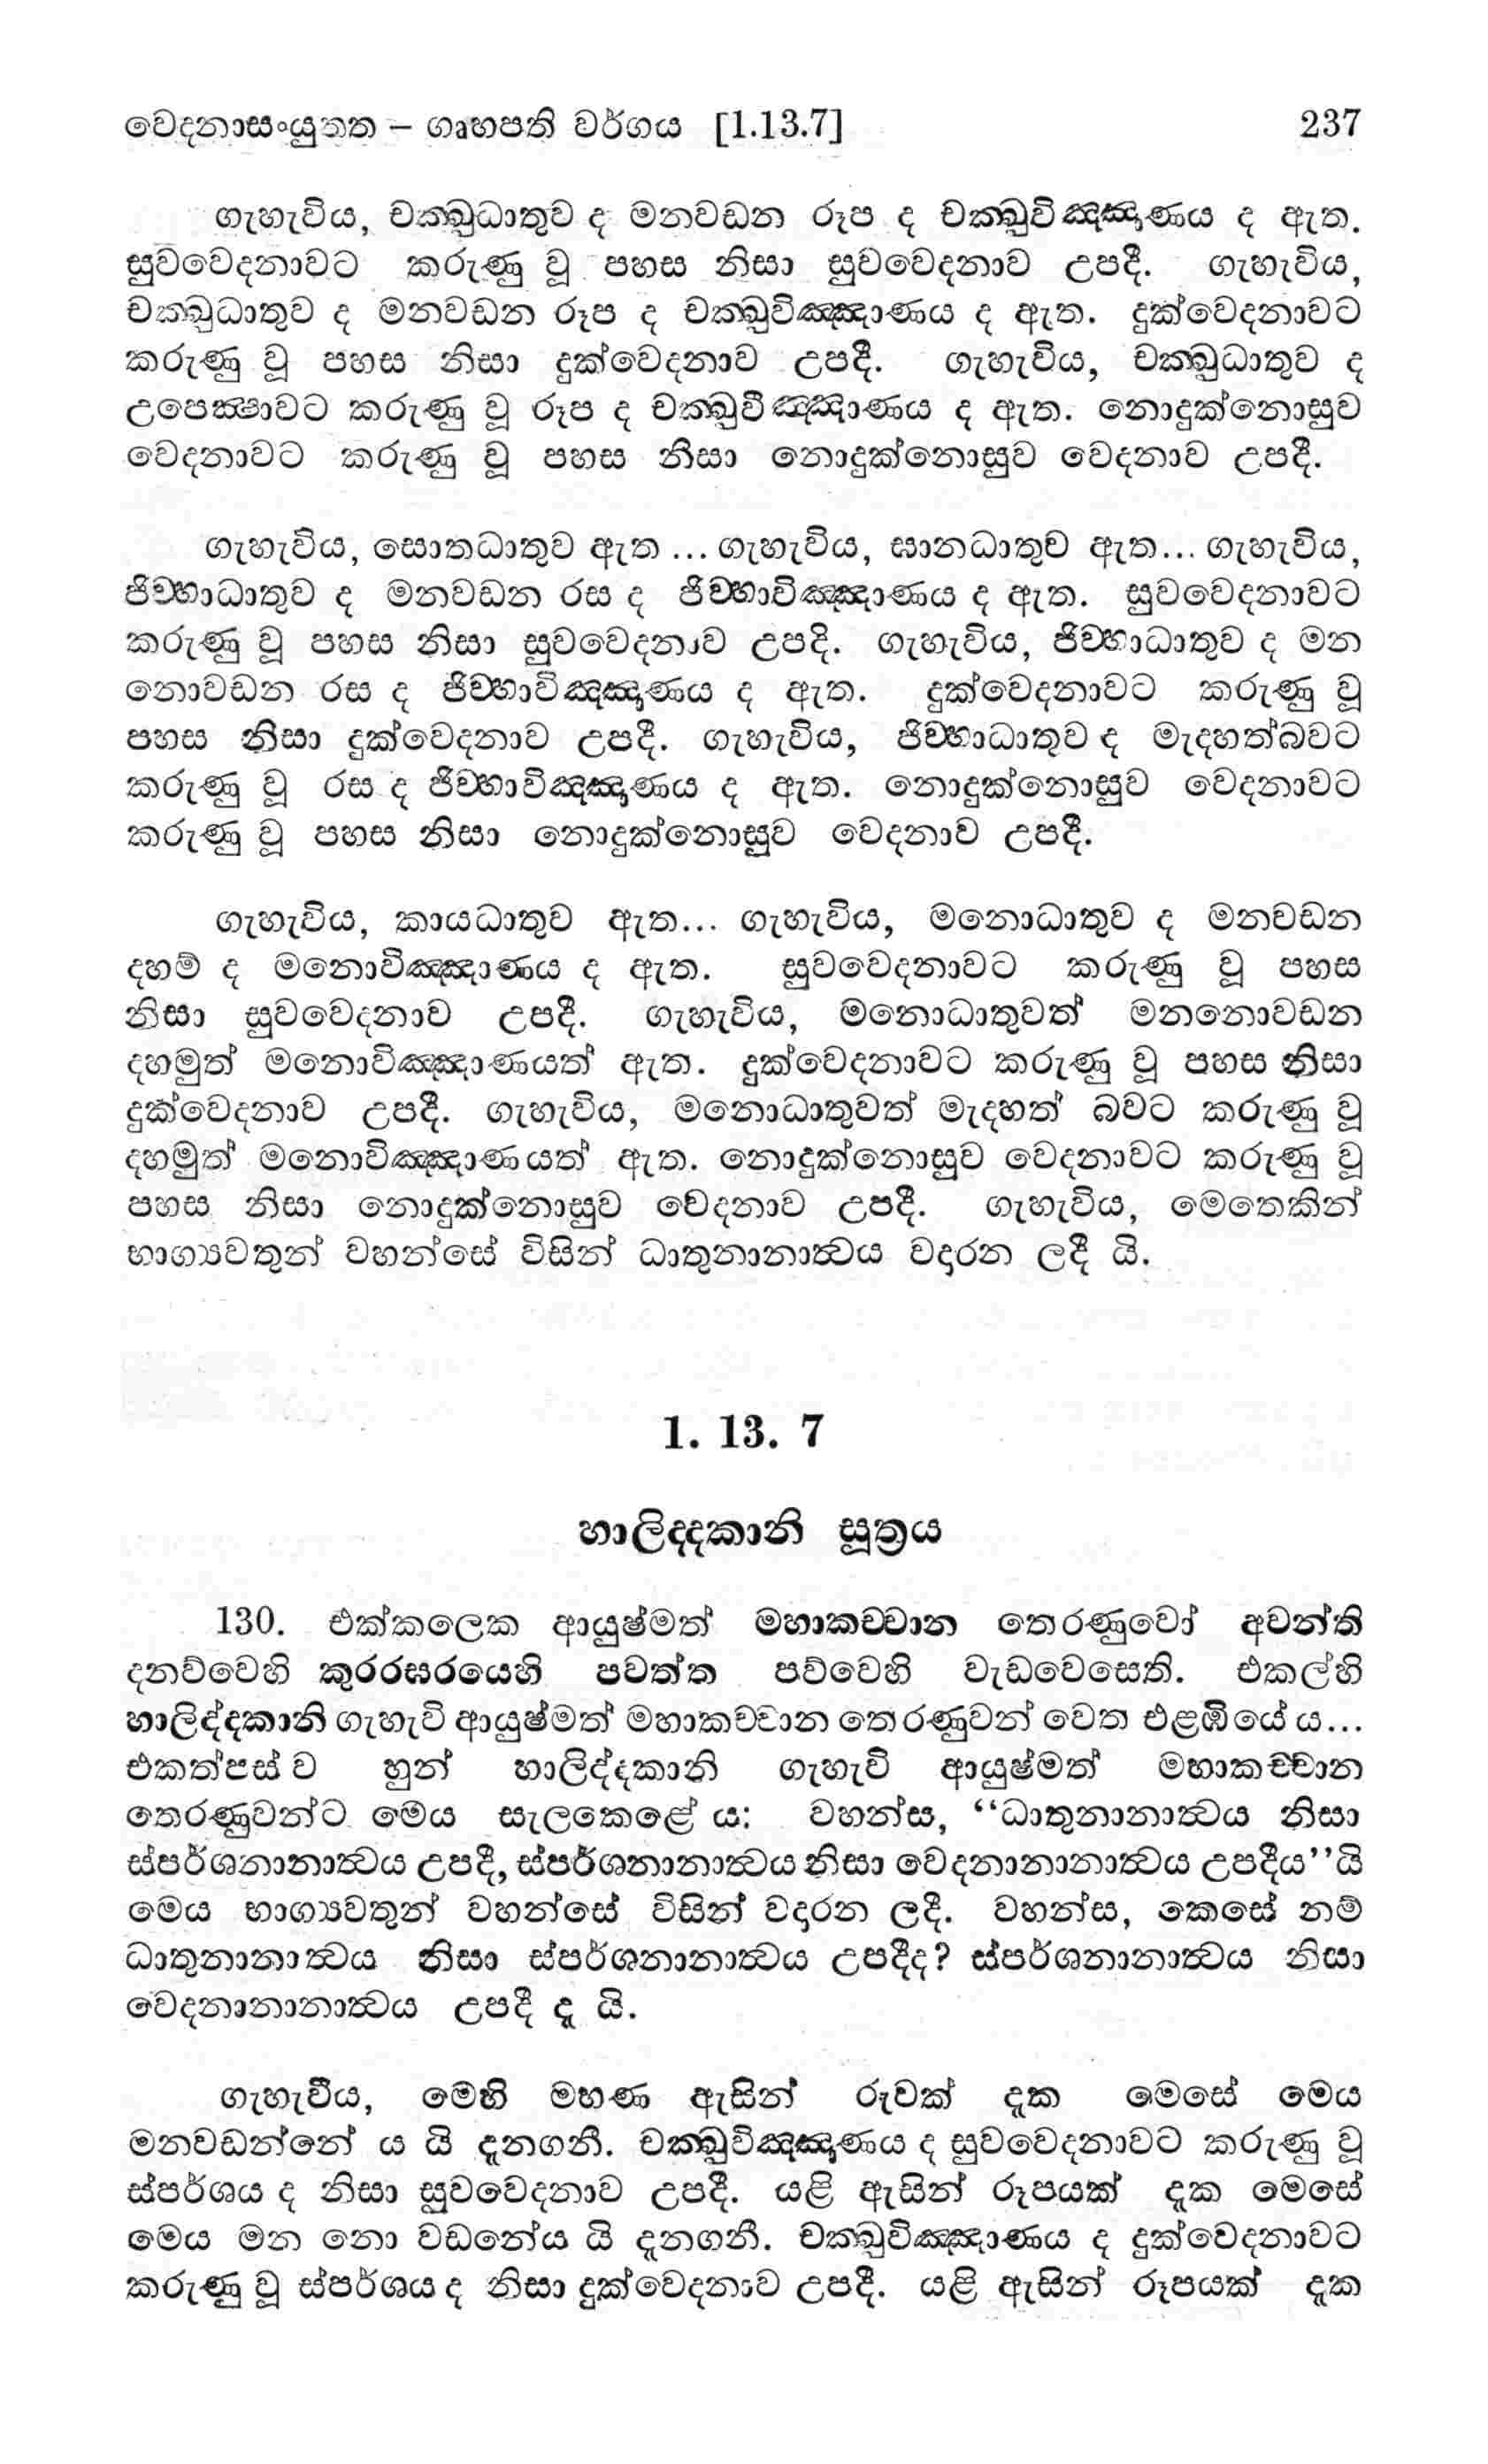 වෙදනාසංයුත්ත – ගෘහපති වර්ගය [1.13.7] 237
ගැහැවිය, චක්ඛුධාතුව ද මනවඩන රූප ද චක්ඛුවිඤ්ඤාණය ද ඇත.
සුවවෙදනාවට කරුණු වූ පහස නිසා සුවවෙදනාව උපදී. ගැහැවිය,
චක්ඛුධාතුව ද මනවඩන රූප ද චක්ඛුවිඤ්ඤාණය ද ඇත. දුක්වෙදනාවට
කරුණු වූ පහස නිසා දුක්වෙදනාව උපදී. ගැහැවිය, චක්ඛුධාතුව ද
උපෙක්‍ෂාවට කරුණු වූ රූප ද චක්ඛුවිඤ්ඤාණය ද ඇත. නොදුක්නොසුව
වෙදනාවට කරුණු වූ පහස නිසා නොදුක්නොසුව වෙදනාව උපදී.
ගැහැවිය, සොතධාතුව ඇත ... ගැහැවිය, ඝානධාතුව ඇත... ගැහැවිය,
ජිව්හාධාතුව ද මනවඩන රස ද ජිව්හාවිඤ්ඤාණය ද ඇත. සුවවෙදනාවට
කරුණු වූ පහස නිසා සුවවෙදනාව උපදි. ගැහැවිය, ජිව්හාධාතුව ද මන
නොවඩන රස ද ජිව්හාවිඤ්ඤාණය ද ඇත. දුක්වෙදනාවට කරුණු වූ
පහස නිසා දුක්වෙදනාව උපදී. ගැහැවිය, ජිව්හාධාතුව ද මැදහත්බවට
කරුණු වූ රස ද ජිව්හාවිඤ්ඤාණය ද ඇත. නොදුක්නොසුව වෙදනාවට
කරුණු වූ පහස නිසා නොදුක්නොසුව වෙදනාව උපදී.
ගැහැවිය, කායධාතුව ඇත... ගැහැවිය, මනොධාතුව ද මනවඩන
දහම් ද මනොවිඤ්ඤාණය ද ඇත. සුවවෙදනාවට කරුණු වූ පහස
නිසා සුවවෙදනාව උපදී. ගැහැවිය, මනොධාතුවත් මනනොවඩන
දහමුත් මනොවිඤ්ඤාණයත් ඇත. දුක්වෙදනාවට කරුණු වූ පහස නිසා
දුක්වෙදනාව උපදී. ගැහැවිය, මනොධාතුවත් මැදහත් බවට කරුණු වූ
දහමුත් මනොවිඤ්ඤාණයත් ඇත. නොදුක්නොසුව වෙදනාවට කරුණු වූ
පහස නිසා නොදුක්නොසුව වෙදනාව උපදී. ගැහැවිය, මෙතෙකින්
භාග්‍යවතුන් වහන්සේ විසින් ධාතුනානාත්‍වය වදාරන ලදී යි.
1. 13. 7
හාලිද්දකානි සූත්‍රය
130. එක්කලෙක ආයුෂ්මත් මහාකච්චාන තෙරණුවෝ අවන්ති
දනව්වෙහි කුරරඝරයෙහි පවත්ත පව්වෙහි වැඩවෙසෙති. එකල්හි
හාලිද්දකානි ගැහැවි ආයුෂ්මත් මහාකච්චාන තෙරණුවන් වෙත එළඹියේ ය...
එකත්පස් ව හුන් හාලිද්දකානි ගැහැවි ආයුෂ්මත් මහාකච්චාන
තෙරණුවන්ට මෙය සැලකෙළේ ය: වහන්ස, “ධාතුනානාත්‍වය නිසා
ස්පර්ශනානාත්‍වය උපදී, ස්පර්ශනානාත්‍වය නිසා වෙදනානානාත්‍වය උපදීය”යි
මෙය භාග්‍යවතුන් වහන්සේ විසින් වදාරන ලදී. වහන්ස, කෙසේ නම්
ධාතුනානාත්‍වය නිසා ස්පර්ශනානාත්‍වය උපදීද? ස්පර්ශනානාත්‍වය නිසා
වෙදනානානාත්‍වය උපදී දැ යි.
ගැහැවිය, මෙහි මහණ ඇසින් රූවක් දැක මෙසේ මෙය
මනවඩන්නේ ය යි දැනගනී. චක්ඛුවිඤ්ඤාණය ද සුවවෙදනාවට කරුණු වූ
ස්පර්ශය ද නිසා සුවවෙදනාව උපදී. යළි ඇසින් රූපයක් දැක මෙසේ
මෙය මන නො වඩනේය යි දැනගනී. චක්ඛුවිඤ්ඤාණය ද දුක්වෙදනාවට
කරුණු වූ ස්පර්ශය ද නිසා දුක්වෙදනාව උපදී. යළි ඇසින් රූපයක් දැක